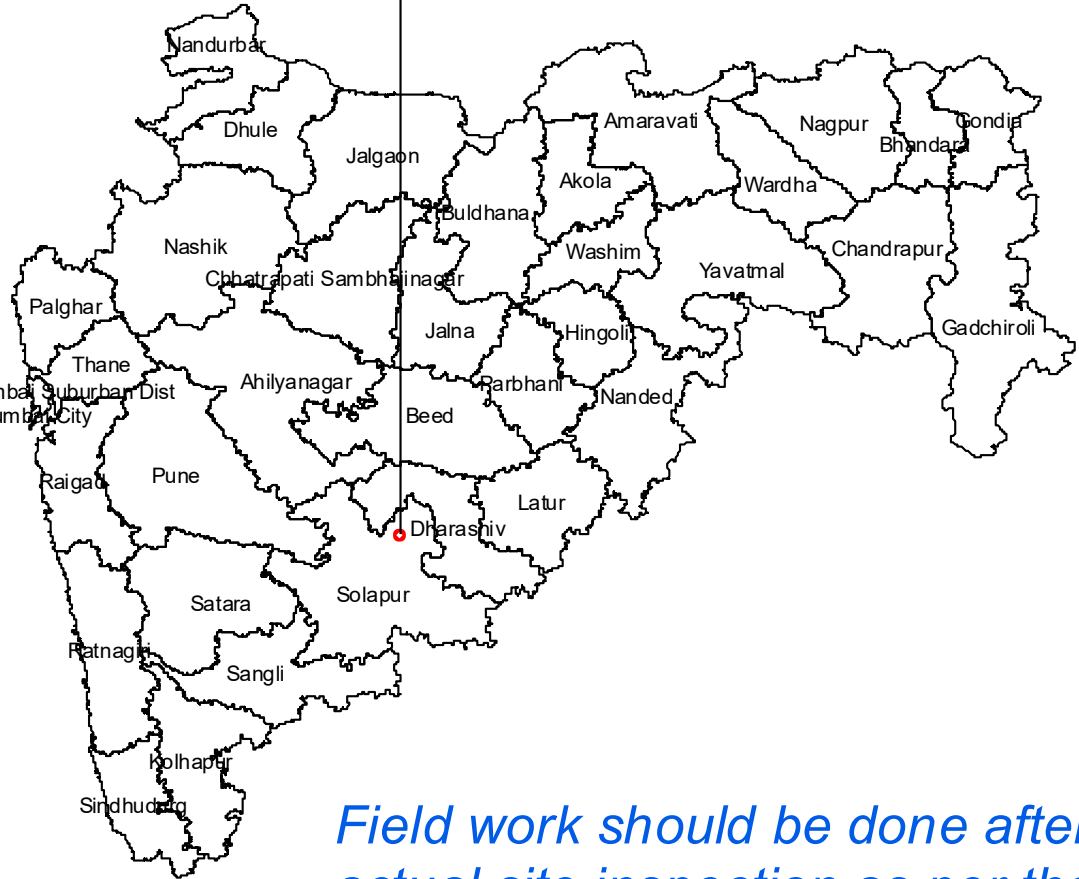 Nandurbar
Dhule
Jalgaon
Amaravati
Nagpur
Gondia
Bhandara
Akola
Wardha
Buldhana
Nashik
Washim
Chandrapur
Chhatrapati Sambhajinagar
Yavatmal
Palghar
Jalna
Hingoli
Gadchiroli
Thane
Ahilyanagar
Parbhani
Suburban Dist
Nanded
City
Beed
Pune
Raigad
Latur
Dharashiv
Solapur
Satara
Ratnagiri
Sangli
Kolhapur
Sindhudurg
Field work should be done after